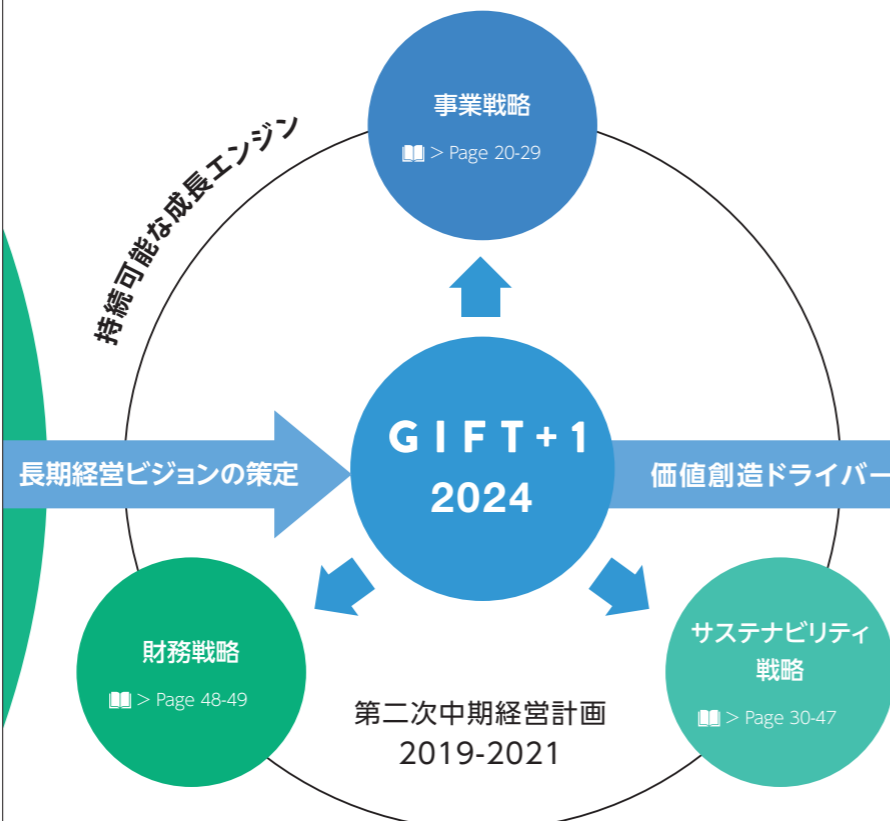 事業戦略
> Page 20-29
持続可能な成長エンジン
GIFT+1
2024
長期経営ビジョンの策定
価値創造ドライバー
財務戦略
> Page 48-49
サステナビリティ
戦略
> Page 30-47
第二次中期経営計画
2019-2021